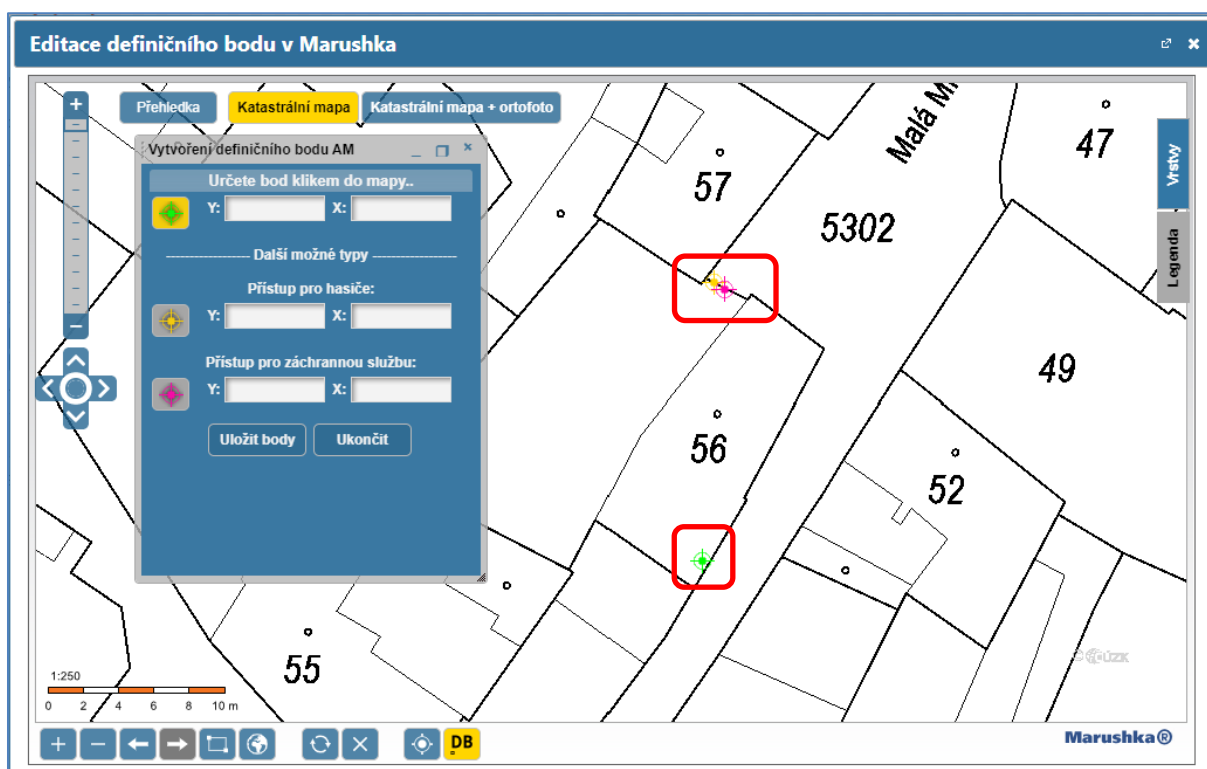 Editace definičního bodu v Marushka
Přehledka
Katastrální mapa
Katastrální mapa + ortofoto
Vytvoření definičního bodu AM
Určete bod klikem do mapy..
Y: X:
----------------- Další možné typy -----------------
Přístup pro hasiče:
Y: X:
Přístup pro záchrannou službu:
Y: X:
Uložit body
Ukončit
Vrstvy
Legenda
47
57
5302
49
56
52
55
1:250
0 2 4 6 8 10 m
DB
Marushka®